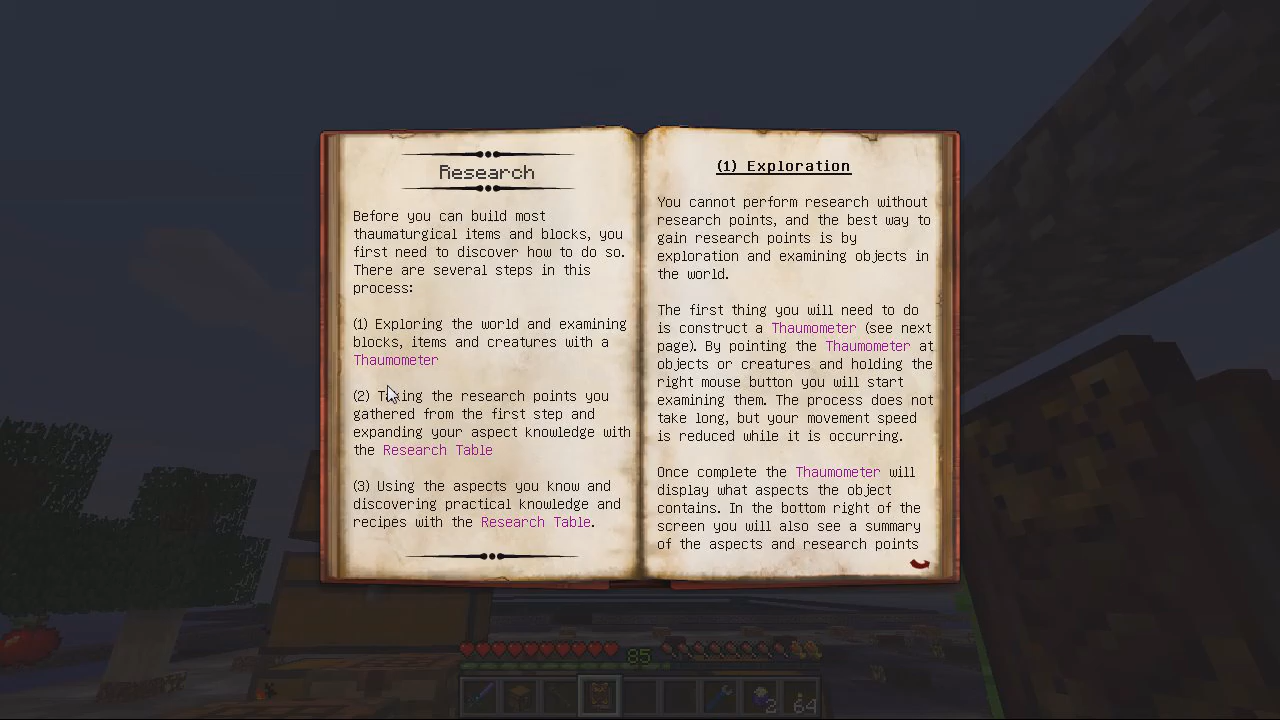 Research
Before you can build most
thaumaturgical items and blocks, you
first need to discover how to do so.
There are several steps in this
process:
(1) Exploring the world and examining
blocks, items and creatures with a
Thaumometer
(2) Taking the research points you
gathered from the first step and
expanding your aspect knowledge with
the Research Table
(3) Using the aspects you know and
discovering practical knowledge and
recipes with the Research Table.
(1) Exploration
You cannot perform research without
research points, and the best way to
gain research points is by
exploration and examining objects in
the world.
The first thing you will need to do
is construct a Thaumometer (see next
page). By pointing the Thaumometer at
objects or creatures and holding the
right mouse button you will start
examining them. The process does not
take long, but your movement speed
is reduced while it is occurring.
Once complete the Thaumometer will
display what aspects the object
contains. In the bottom right of the
screen you will also see a summary
of the aspects and research points
85
2
64